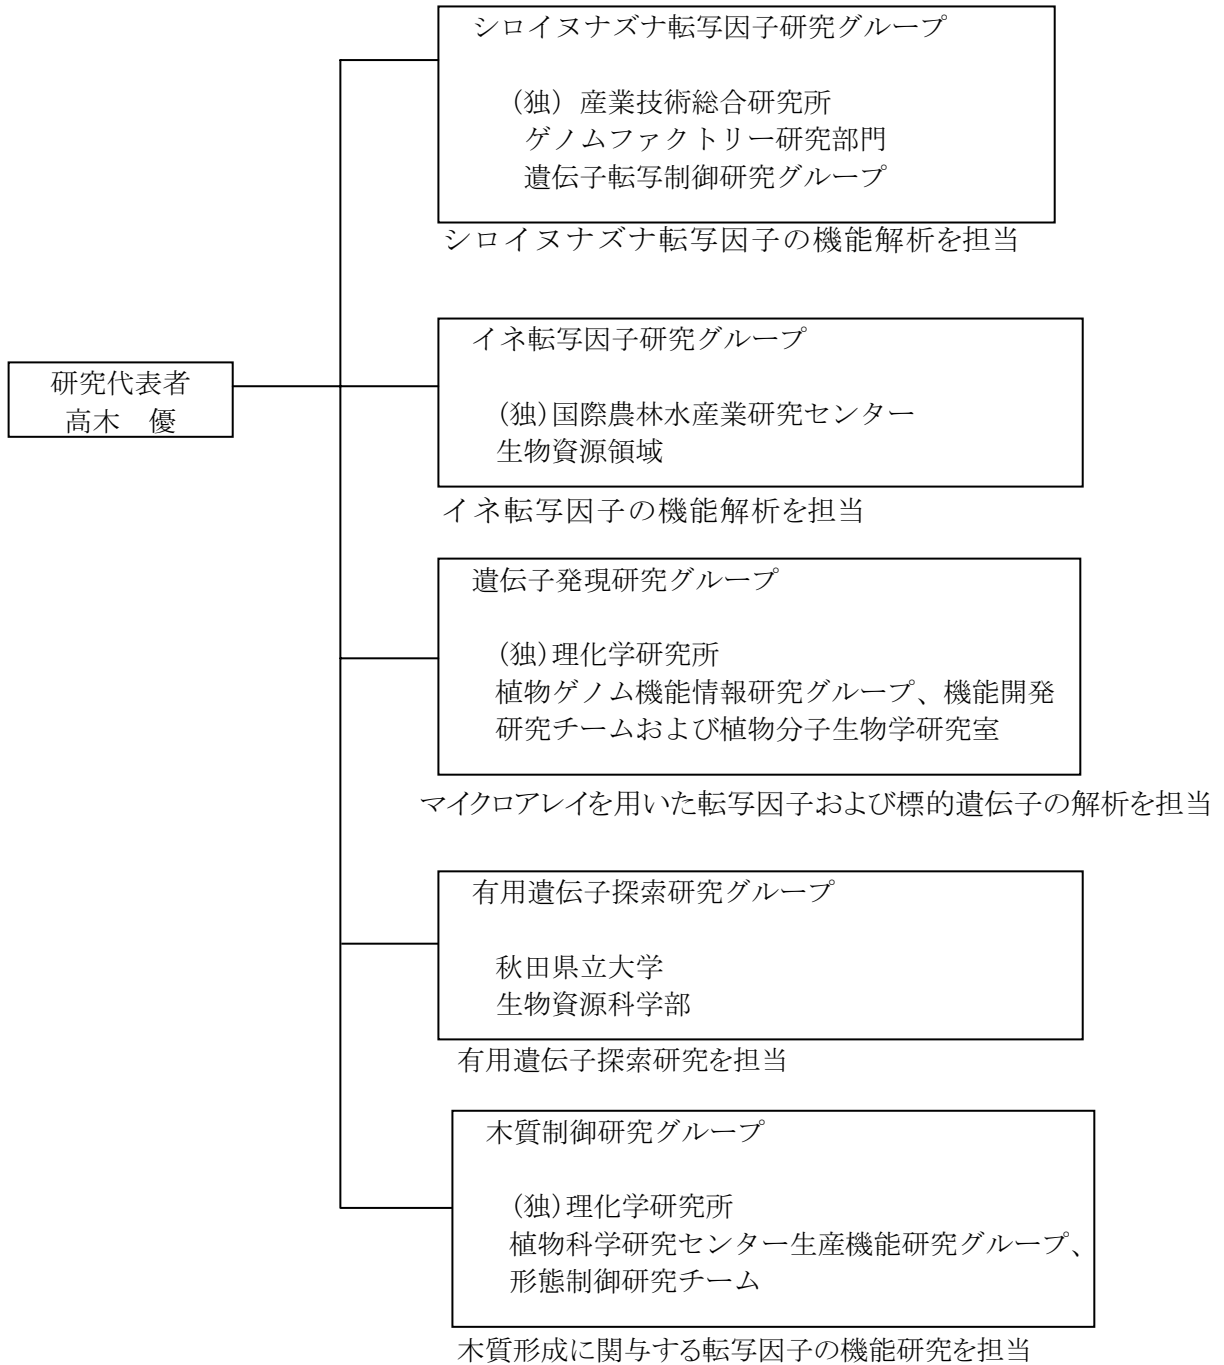 シロイヌナズナ転写因子研究グループ
（独）産業技術総合研究所
ゲノムファクトリー研究部門
遺伝子転写制御研究グループ
シロイヌナズナ転写因子の機能解析を担当
研究代表者
高木　優
イネ転写因子研究グループ
（独）国際農林水産業研究センター
生物資源領域
イネ転写因子の機能解析を担当
遺伝子発現研究グループ
（独）理化学研究所
植物ゲノム機能情報研究グループ、機能開発
研究チームおよび植物分子生物学研究室
マイクロアレイを用いた転写因子および標的遺伝子の解析を担当
有用遺伝子探索研究グループ
秋田県立大学
生物資源科学部
有用遺伝子探索研究を担当
木質制御研究グループ
（独）理化学研究所
植物科学研究センター生産機能研究グループ、
形態制御研究チーム
木質形成に関与する転写因子の機能研究を担当